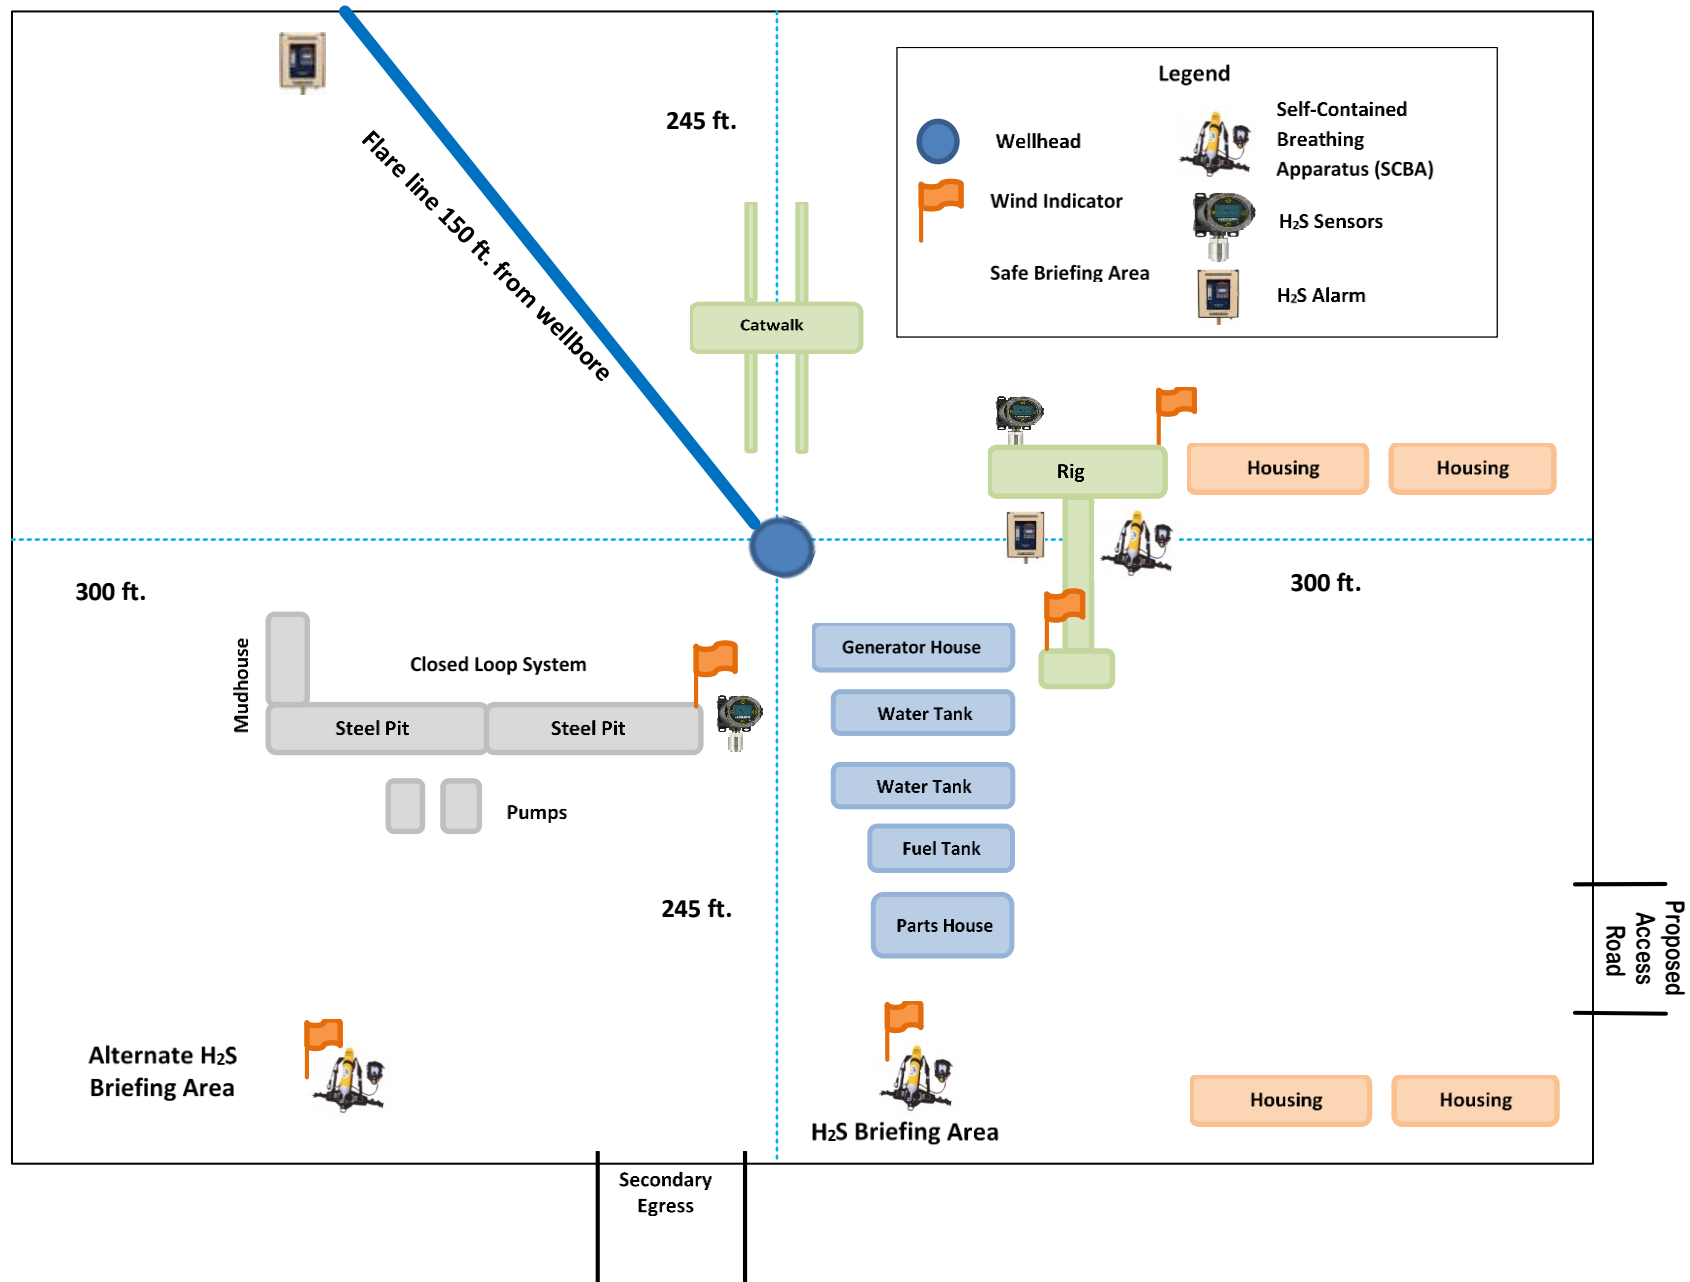 245 ft.
Flare line 150 ft. from wellbore
Legend
Wellhead
Wind Indicator
Safe Briefing Area
Self-Contained
Breathing
Apparatus (SCBA)
H2S Sensors
H2S Alarm
Catwalk
Rig
Housing
Housing
300 ft.
300 ft.
Mudhouse
Closed Loop System
Steel Pit
Steel Pit
Pumps
Generator House
Water Tank
Water Tank
Fuel Tank
Parts House
245 ft.
Proposed
Access
Road
Alternate H2S
Briefing Area
H2S Briefing Area
Housing
Housing
Secondary
Egress